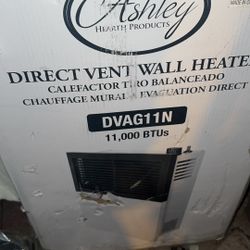 Ashley
HEARTH PRODUCTS
DIRECT VENT WALL HEATER
CALEFACTOR TIRO BALANCEADO
CHAUFFAGE MURAL À ÉVACUATION DIRECT
DVAG11N
11,000 BTUs